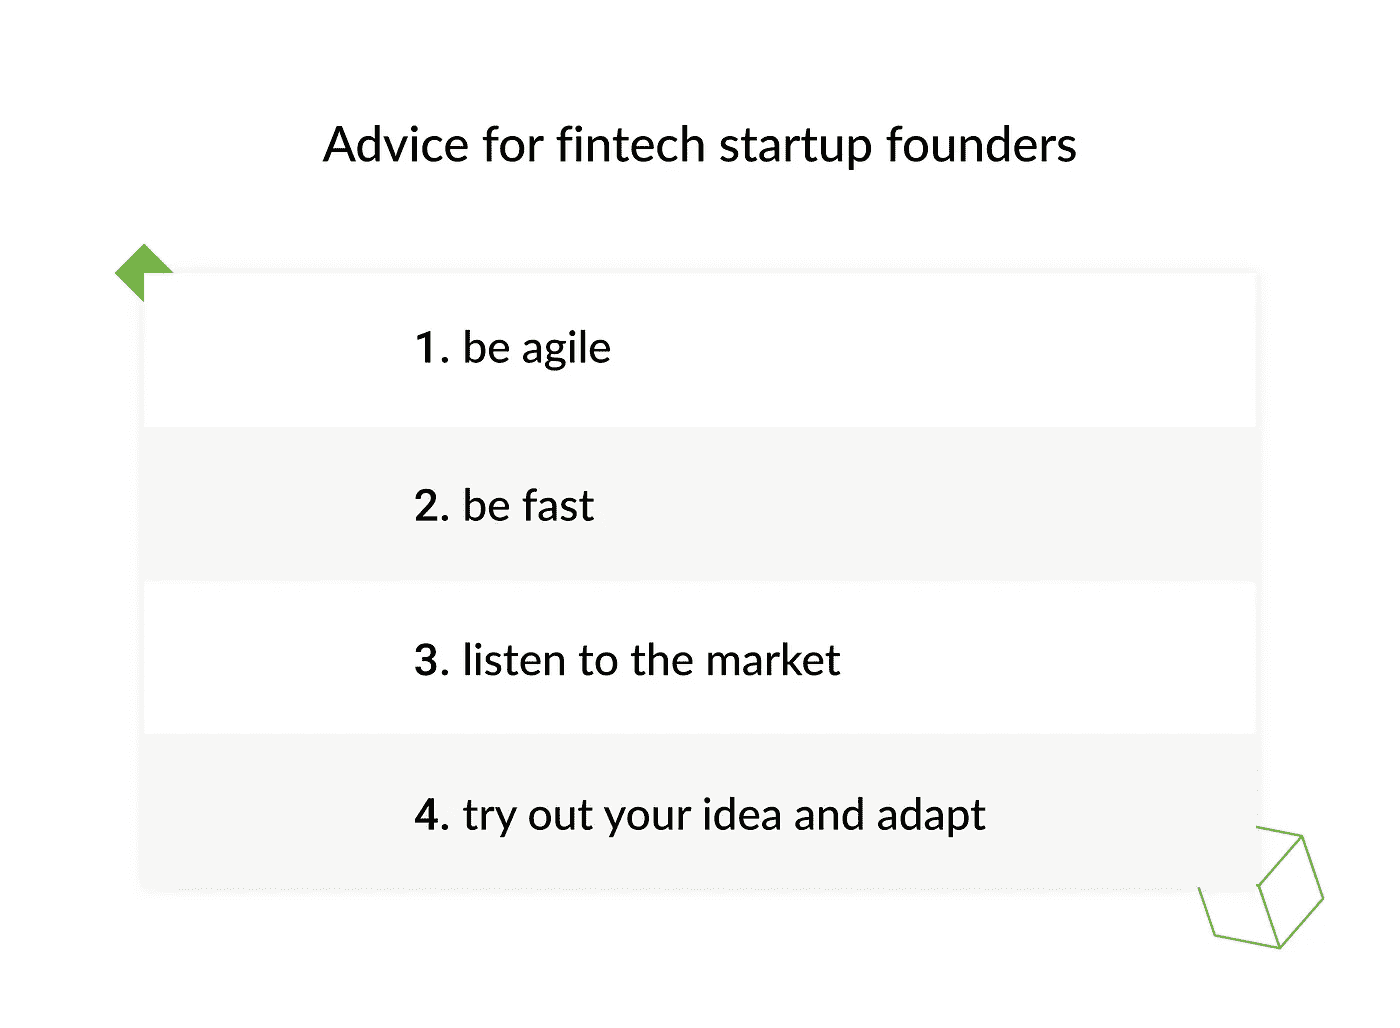 Advice for fintech startup founders
1. be agile
2. be fast
3. listen to the market
4. try out your idea and adapt